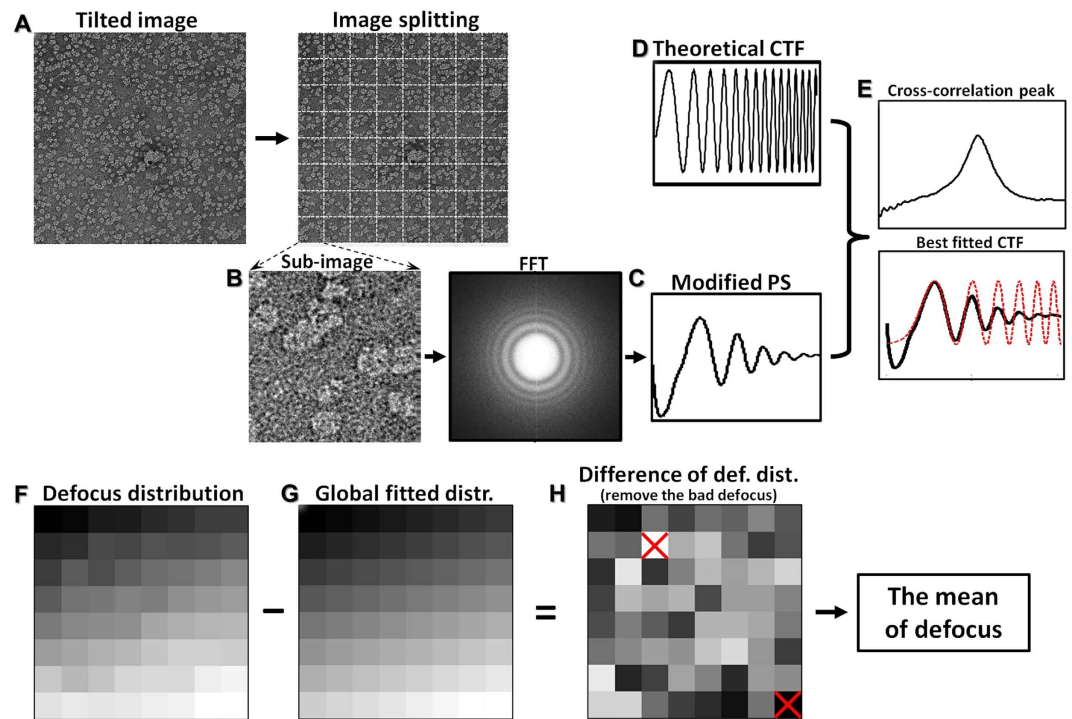 A
Tilted image
Image splitting
B
Sub-image
FFT
C
Modified PS
D
Theoretical CTF
E
Cross-correlation peak
Best fitted CTF
F
Defocus distribution
G
Global fitted distr.
H
Difference of def. dist.
(remove the bad defocus)
The mean
of defocus